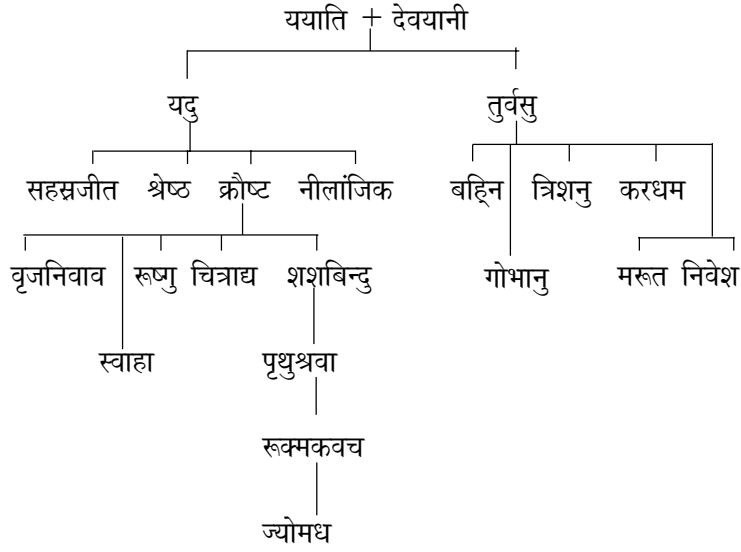 ययाति + देवयानी
यदु तुर्वसु
सहस्रजीत श्रेष्ठ क्रौष्ट नीलांजिक बह्नि त्रिशनु करधम
वृजनिवाव रूष्गु चित्राद्य शशबिन्दु गोभानु मरूत निवेश
स्वाहा पृथुश्रवा
रूक्मकवच
ज्योमध